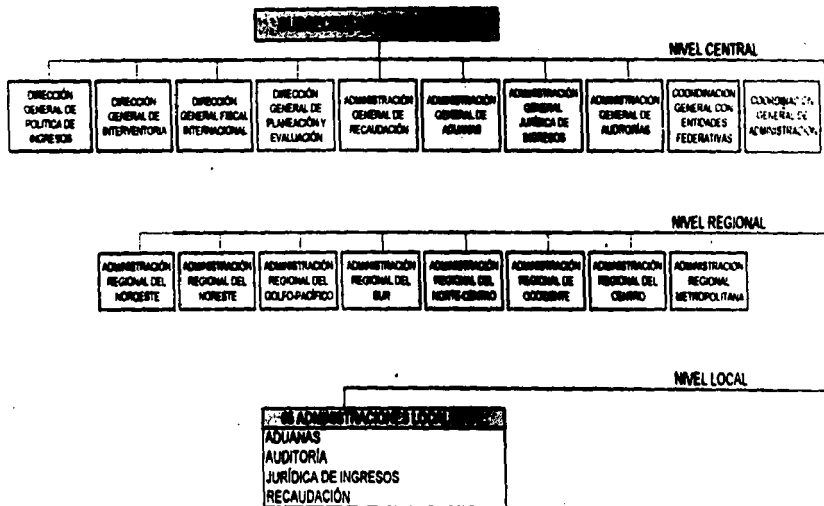 NIVEL CENTRAL
DIRECCIÓN
GENERAL DE
POLITICA DE
INGRESOS
DIRECCIÓN
GENERAL DE
INTERVENTORIA
DIRECCIÓN
GENERAL FISCAL
INTERNACIONAL
DIRECCIÓN
GENERAL DE
PLANEACIÓN Y
EVALUACIÓN
ADMINISTRACIÓN
GENERAL DE
RECAUDACIÓN
ADMINISTRACIÓN
GENERAL DE
ADUANAS
ADMINISTRACIÓN
GENERAL
JURÍDICA DE
INGRESOS
ADMINISTRACIÓN
GENERAL DE
AUDITORÍAS
COORDINACION
GENERAL CON
ENTIDADES
FEDERATIVAS
COORDINACION
GENERAL DE
ADMINISTRACION
NIVEL REGIONAL
ADMINISTRACIÓN
REGIONAL DEL
NOROESTE
ADMINISTRACIÓN
REGIONAL DEL
NORESTE
ADMINISTRACIÓN
REGIONAL DEL
GOLFO-PACÍFICO
ADMINISTRACIÓN
REGIONAL DEL
SUR
ADMINISTRACIÓN
REGIONAL DEL
NORTE-CENTRO
ADMINISTRACIÓN
REGIONAL DE
OCCIDENTE
ADMINISTRACIÓN
REGIONAL DEL
CENTRO
ADMINISTRACIÓN
REGIONAL
METROPOLITANA
NIVEL LOCAL
ADMINISTRACIONES LOCALES
ADUANAS
AUDITORÍA
JURÍDICA DE INGRESOS
RECAUDACIÓN